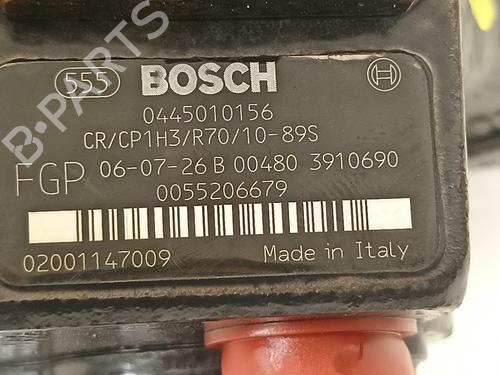 B-PARTS
555 BOSCH
0445010156
CR/CP1H3/R70/10-89S
FGP 06-07-26 B 00480 3910690
0055206679
02001147009 Made in Italy